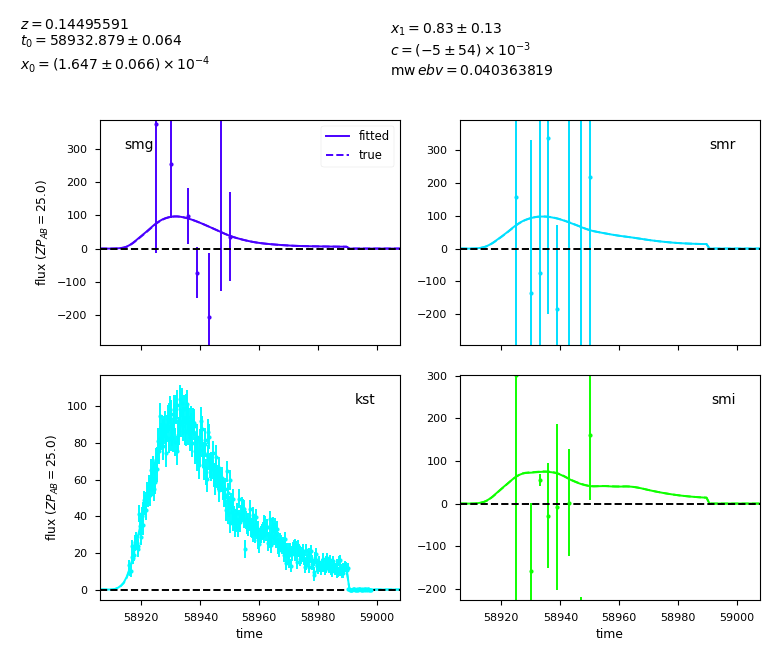 z = 0.14495591
t₀ = 58932.879 ± 0.064
x₀ = (1.647 ± 0.066) × 10⁻⁴
x₁ = 0.83 ± 0.13
c = (−5 ± 54) × 10⁻³
mw ebv = 0.040363819
smg
fitted
true
300
200
100
0
−100
−200
flux (ZP_AB = 25.0)
smr
300
200
100
0
−100
−200
kst
100
80
60
40
20
0
flux (ZP_AB = 25.0)
58920 58940 58960 58980 59000
time
smi
300
200
100
0
−100
−200
58920 58940 58960 58980 59000
time